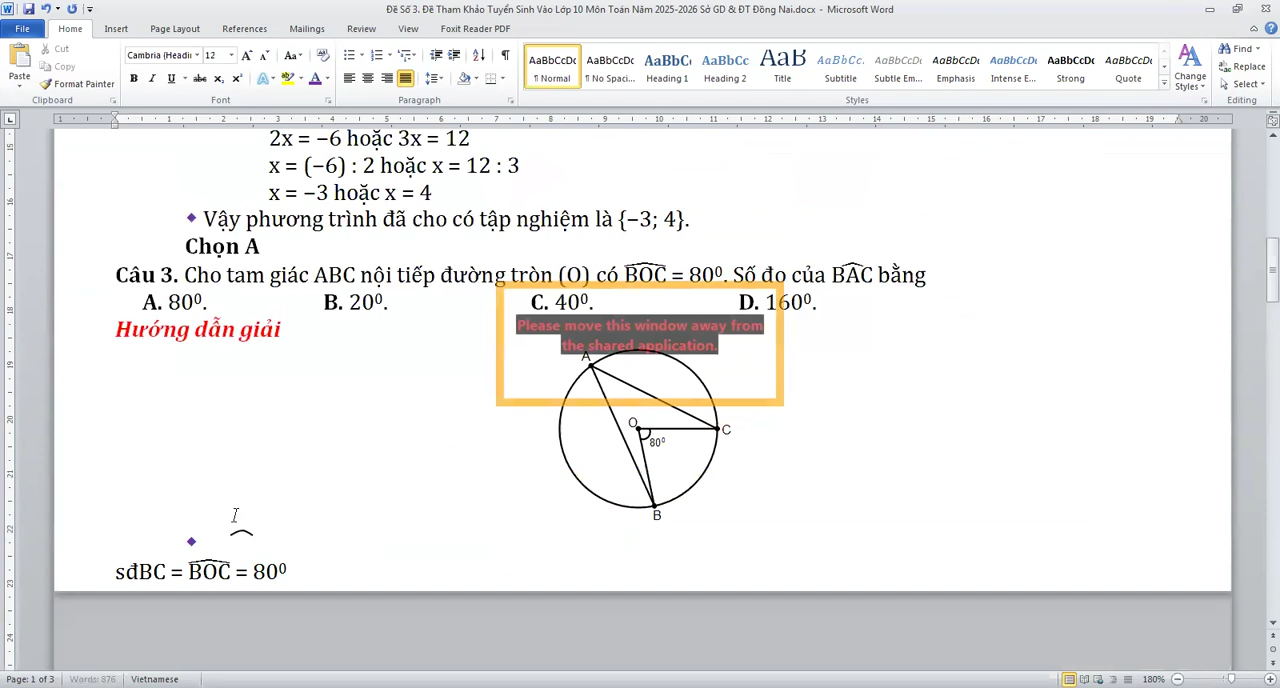 Đề Số 3. Đề Tham Khảo Tuyển Sinh Vào Lớp 10 Môn Toán Năm 2025-2026 Sở GD & ĐT Đồng Nai.docx - Microsoft Word
File Home Insert Page Layout References Mailings Review View Foxit Reader PDF
Paste Cut Copy Format Painter
Cambria (Headi 12
AaBbCcDc AaBbCcDc AaBbC AaBbCc AaB AaBbCc. AaBbCcDc AaBbCcDc AaBbCcDc AaBbCcDc AaBbCcDc
¶ Normal ¶ No Spaci... Heading 1 Heading 2 Title Subtitle Subtle Em... Emphasis Intense E... Strong Quote
Change Styles
Find Replace Select
Clipboard Font Paragraph Styles Editing
2x = −6 hoặc 3x = 12
x = (−6) : 2 hoặc x = 12 : 3
x = −3 hoặc x = 4
Vậy phương trình đã cho có tập nghiệm là {−3; 4}.
Chọn A
Câu 3. Cho tam giác ABC nội tiếp đường tròn (O) có BOC = 80⁰. Số đo của BAC bằng
A. 80⁰. B. 20⁰. C. 40⁰. D. 160⁰.
Hướng dẫn giải
Please move this window away from
the shared application.
A
O
C
80⁰
B
sđBC = BOC = 80⁰
Page: 1 of 3 Words: 876 Vietnamese 180%